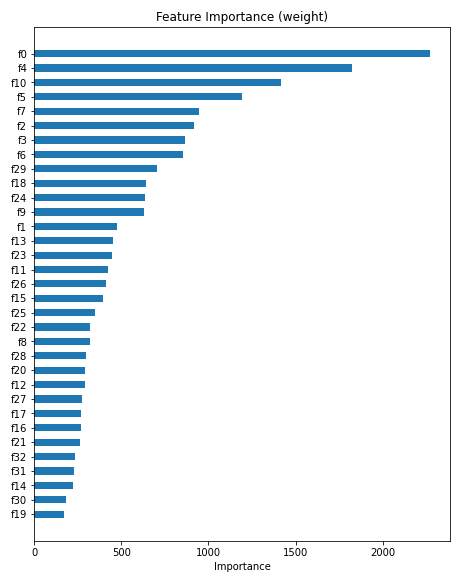 Feature Importance (weight)
f0
f4
f10
f5
f7
f2
f3
f6
f29
f18
f24
f9
f1
f13
f23
f11
f26
f15
f25
f22
f8
f28
f20
f12
f27
f17
f16
f21
f32
f31
f14
f30
f19
0 500 1000 1500 2000
Importance